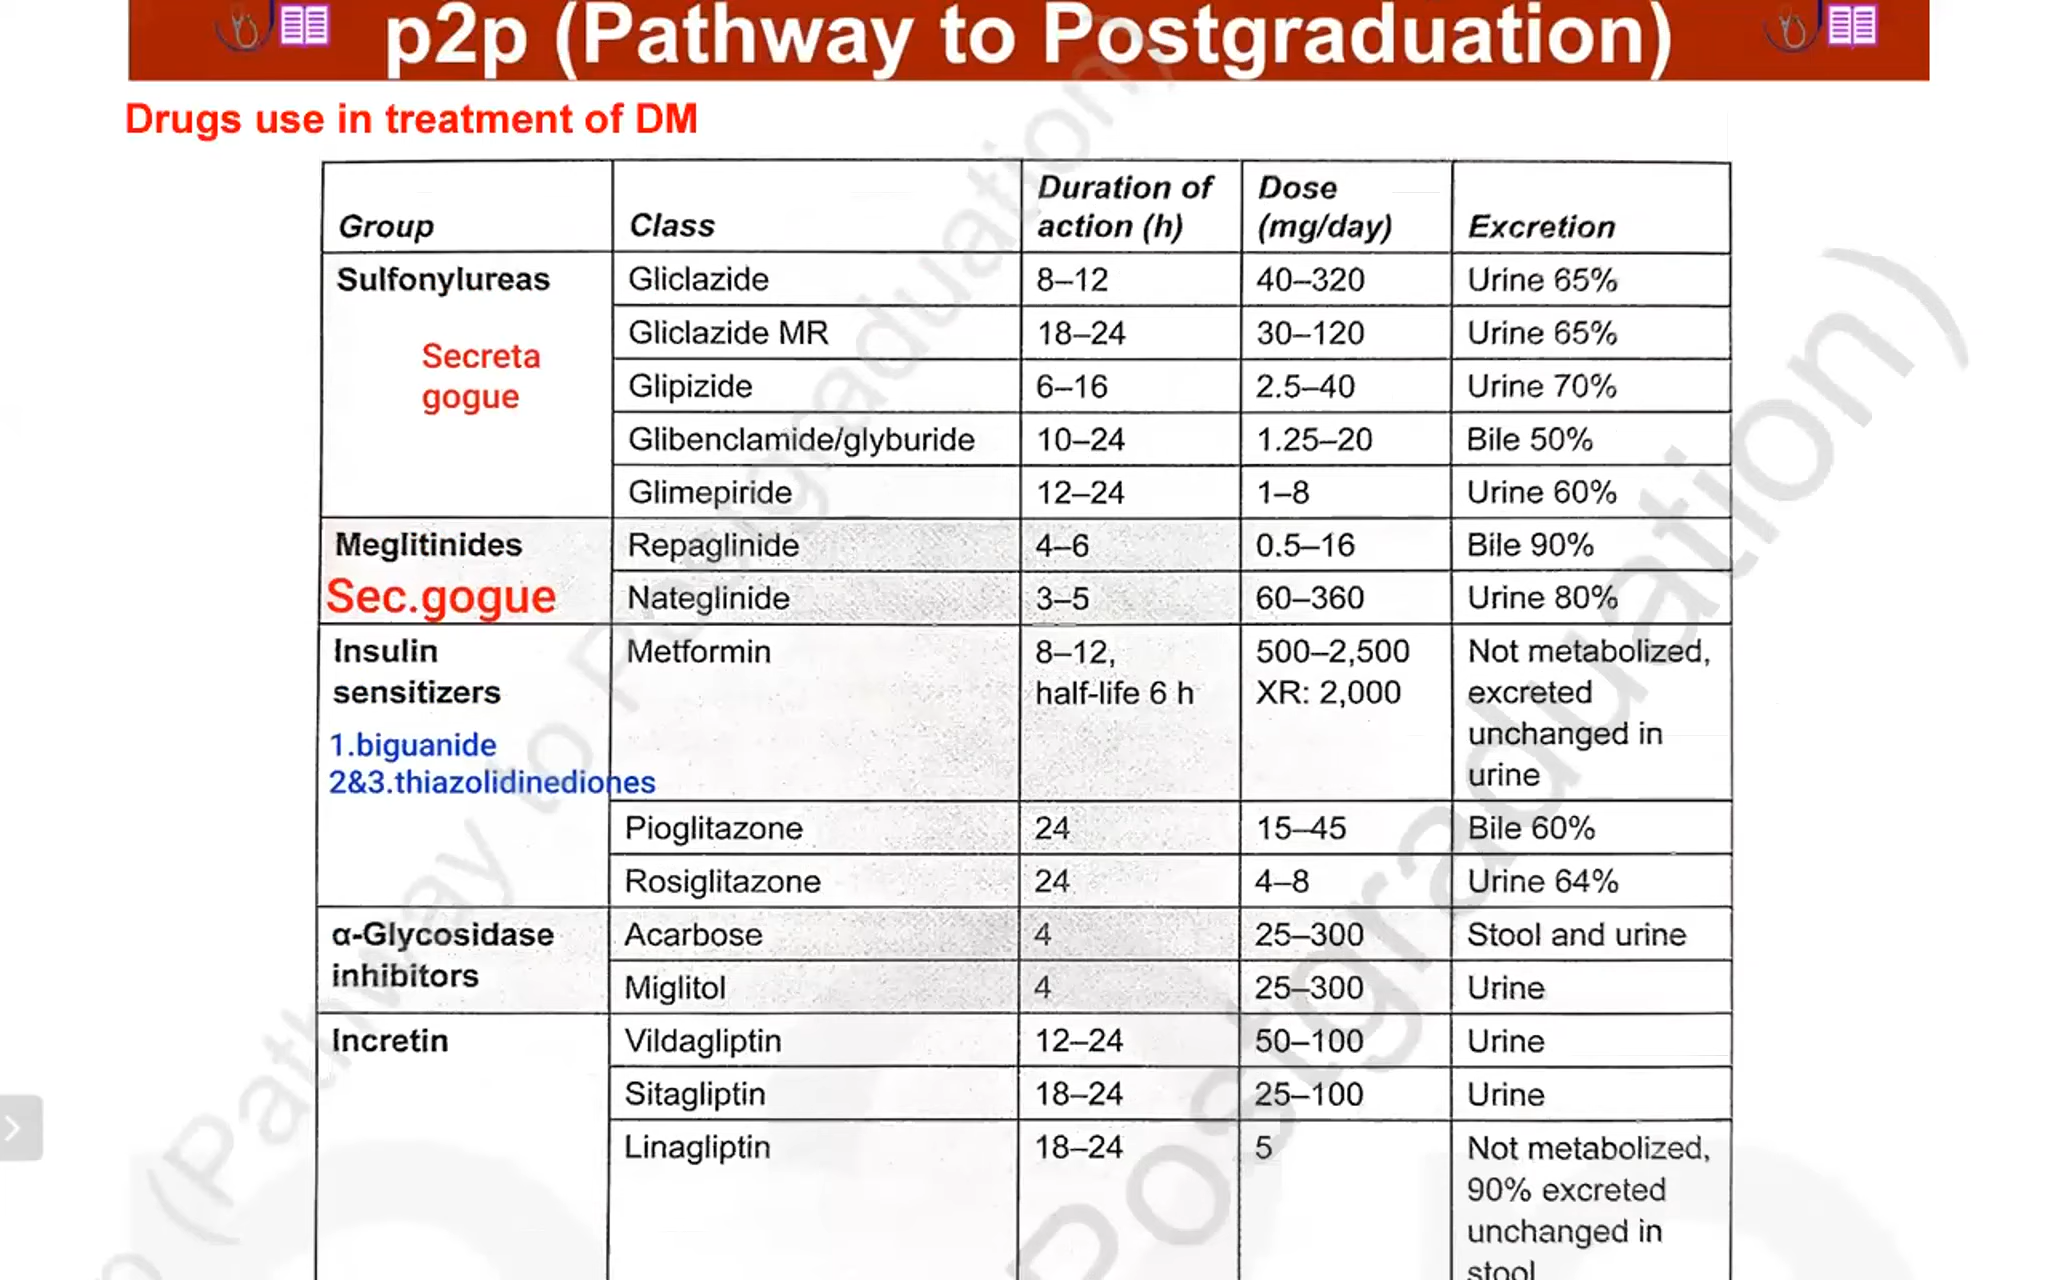 p2p (Pathway to Postgraduation)
Drugs use in treatment of DM
Group Class Duration of action (h) Dose (mg/day) Excretion
Sulfonylureas Gliclazide 8–12 40–320 Urine 65%
Secreta
gogue
Gliclazide MR 18–24 30–120 Urine 65%
Glipizide 6–16 2.5–40 Urine 70%
Glibenclamide/glyburide 10–24 1.25–20 Bile 50%
Glimepiride 12–24 1–8 Urine 60%
Meglitinides Repaglinide 4–6 0.5–16 Bile 90%
Sec.gogue Nateglinide 3–5 60–360 Urine 80%
Insulin Metformin 8–12, 500–2,500 Not metabolized,
sensitizers half-life 6 h XR: 2,000 excreted
1.biguanide unchanged in
2&3.thiazolidinediones urine
Pioglitazone 24 15–45 Bile 60%
Rosiglitazone 24 4–8 Urine 64%
α-Glycosidase Acarbose 4 25–300 Stool and urine
inhibitors Miglitol 4 25–300 Urine
Incretin Vildagliptin 12–24 50–100 Urine
Sitagliptin 18–24 25–100 Urine
Linagliptin 18–24 5 Not metabolized,
90% excreted
unchanged in
stool
p (Pathway to Postgraduation)
Postgraduation)